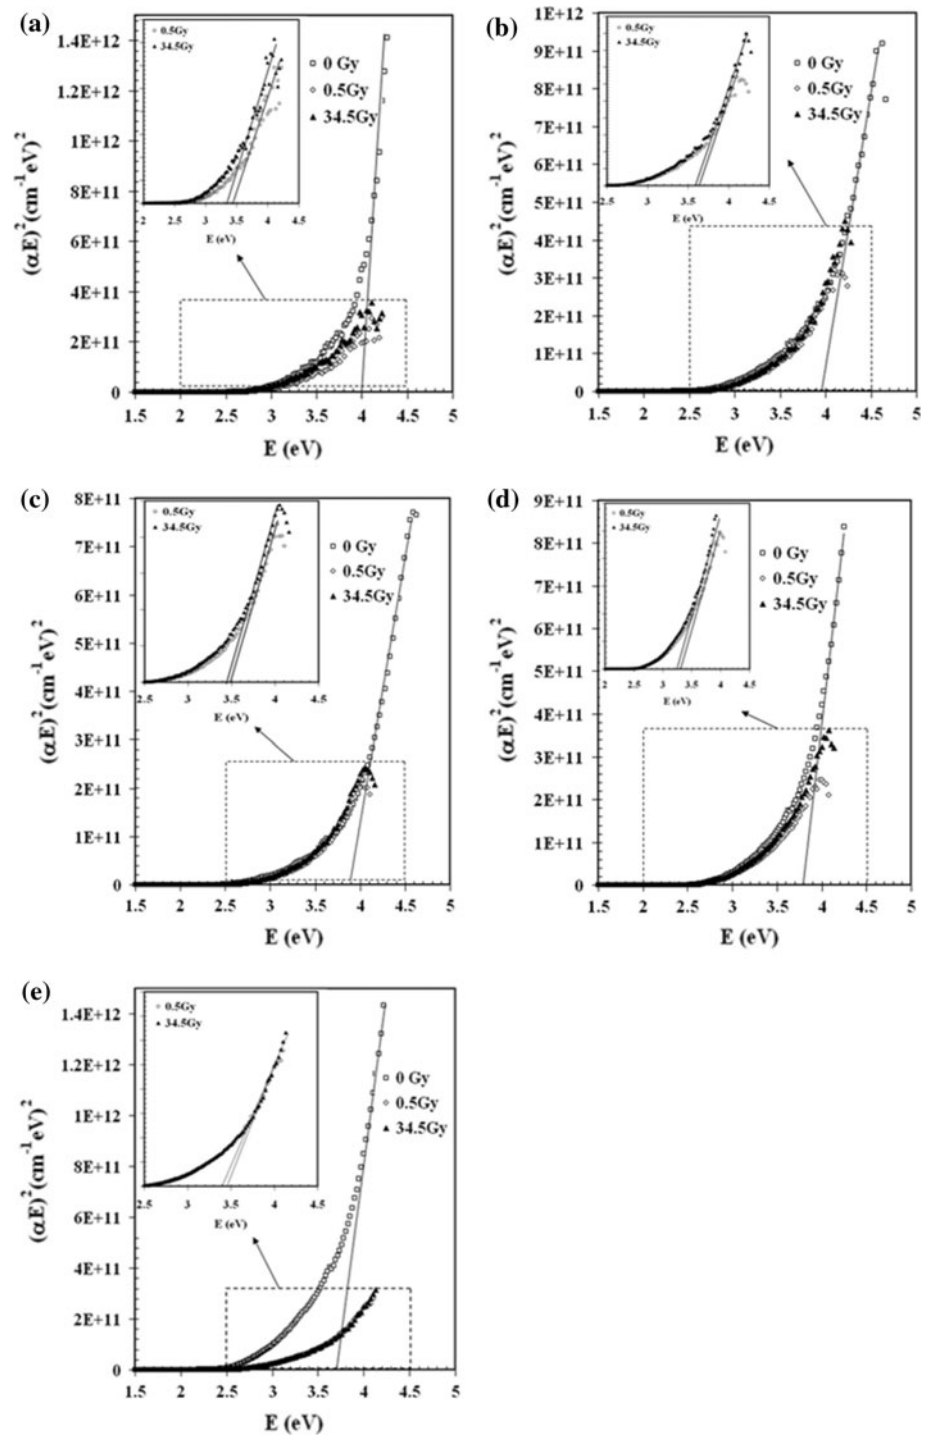 (a)
0.5Gy
34.5Gy
2 2.5 3 3.5 4 4.5
E (eV)
0 Gy
0.5Gy
34.5Gy
1.4E+12
1.2E+12
1E+12
8E+11
6E+11
4E+11
2E+11
0
(αE)²(cm⁻¹eV)²
1.5 2 2.5 3 3.5 4 4.5 5
E (eV)
(b)
0.5Gy
34.5Gy
2.5 3 3.5 4 4.5
E (eV)
0 Gy
0.5Gy
34.5Gy
1E+12
9E+11
8E+11
7E+11
6E+11
5E+11
4E+11
3E+11
2E+11
1E+11
0
(αE)²(cm⁻¹eV)²
1.5 2 2.5 3 3.5 4 4.5 5
E (eV)
(c)
0.5Gy
34.5Gy
2.5 3 3.5 4 4.5
E (eV)
0 Gy
0.5Gy
34.5Gy
8E+11
7E+11
6E+11
5E+11
4E+11
3E+11
2E+11
1E+11
0
(αE)²(cm⁻¹eV)²
1.5 2 2.5 3 3.5 4 4.5 5
E (eV)
(d)
0.5Gy
34.5Gy
2 2.5 3 3.5 4 4.5
E (eV)
0 Gy
0.5Gy
34.5Gy
9E+11
8E+11
7E+11
6E+11
5E+11
4E+11
3E+11
2E+11
1E+11
0
(αE)²(cm⁻¹eV)²
1.5 2 2.5 3 3.5 4 4.5 5
E (eV)
(e)
0.5Gy
34.5Gy
2.5 3 3.5 4 4.5
E (eV)
0 Gy
0.5Gy
34.5Gy
1.4E+12
1.2E+12
1E+12
8E+11
6E+11
4E+11
2E+11
0
(αE)²(cm⁻¹eV)²
1.5 2 2.5 3 3.5 4 4.5 5
E (eV)